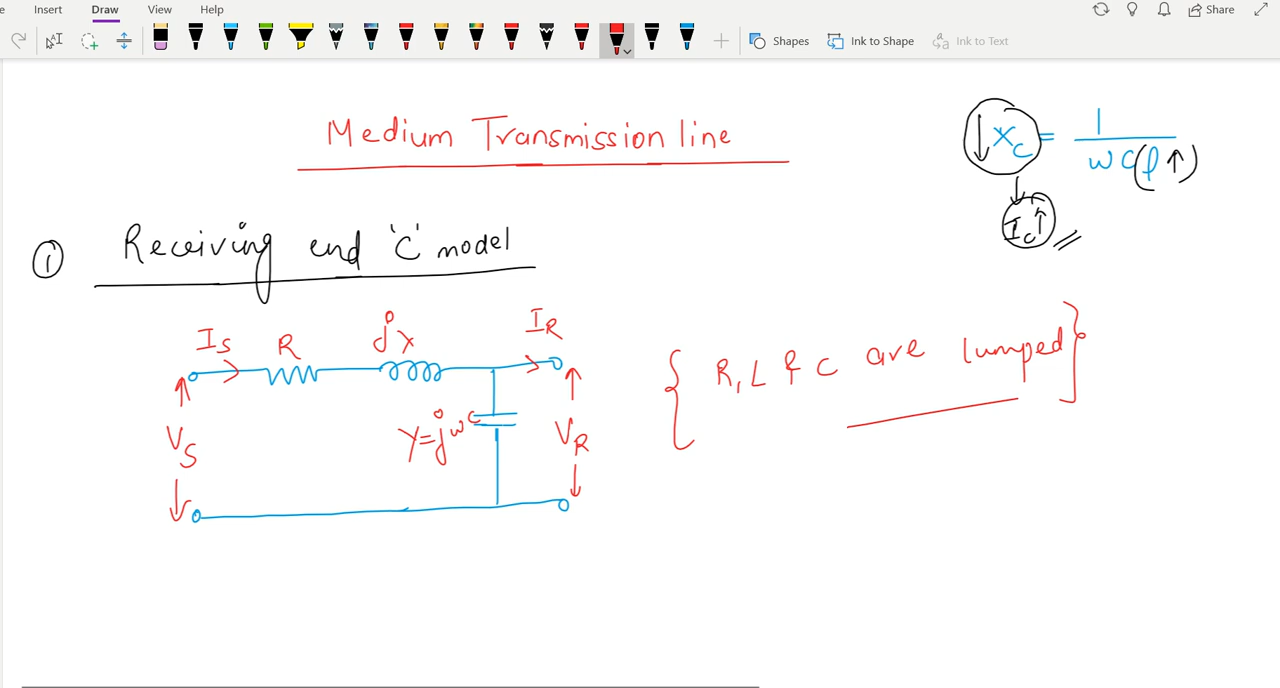 Insert Draw View Help
Share
Shapes Ink to Shape Ink to Text
Medium Transmission line
↓ Xc = 1 / ωC(l↑)
↓
Ic↑
① Receiving end 'C' model
IS R jX IR
VS Y=jωC VR
{ R, L & C are lumped }